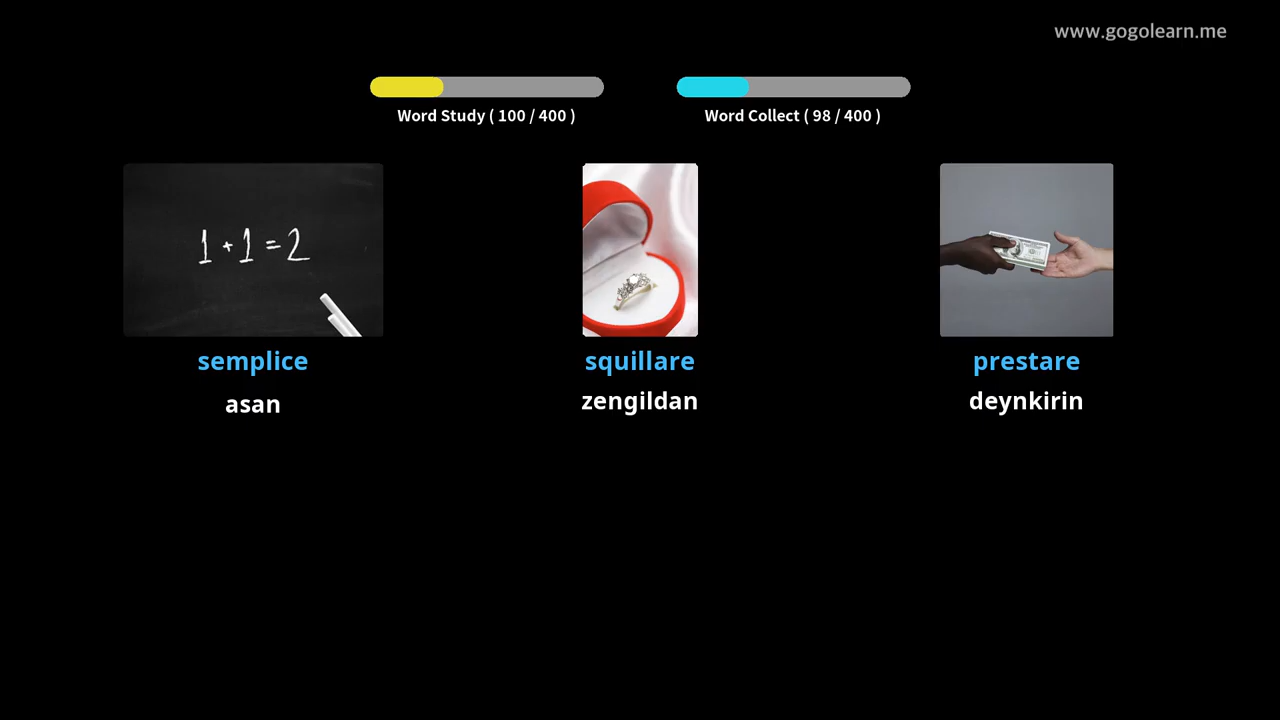 www.gogolearn.me
Word Study ( 100 / 400 )
Word Collect ( 98 / 400 )
1 + 1 = 2
semplice
squillare
prestare
asan
zengildan
deynkirin